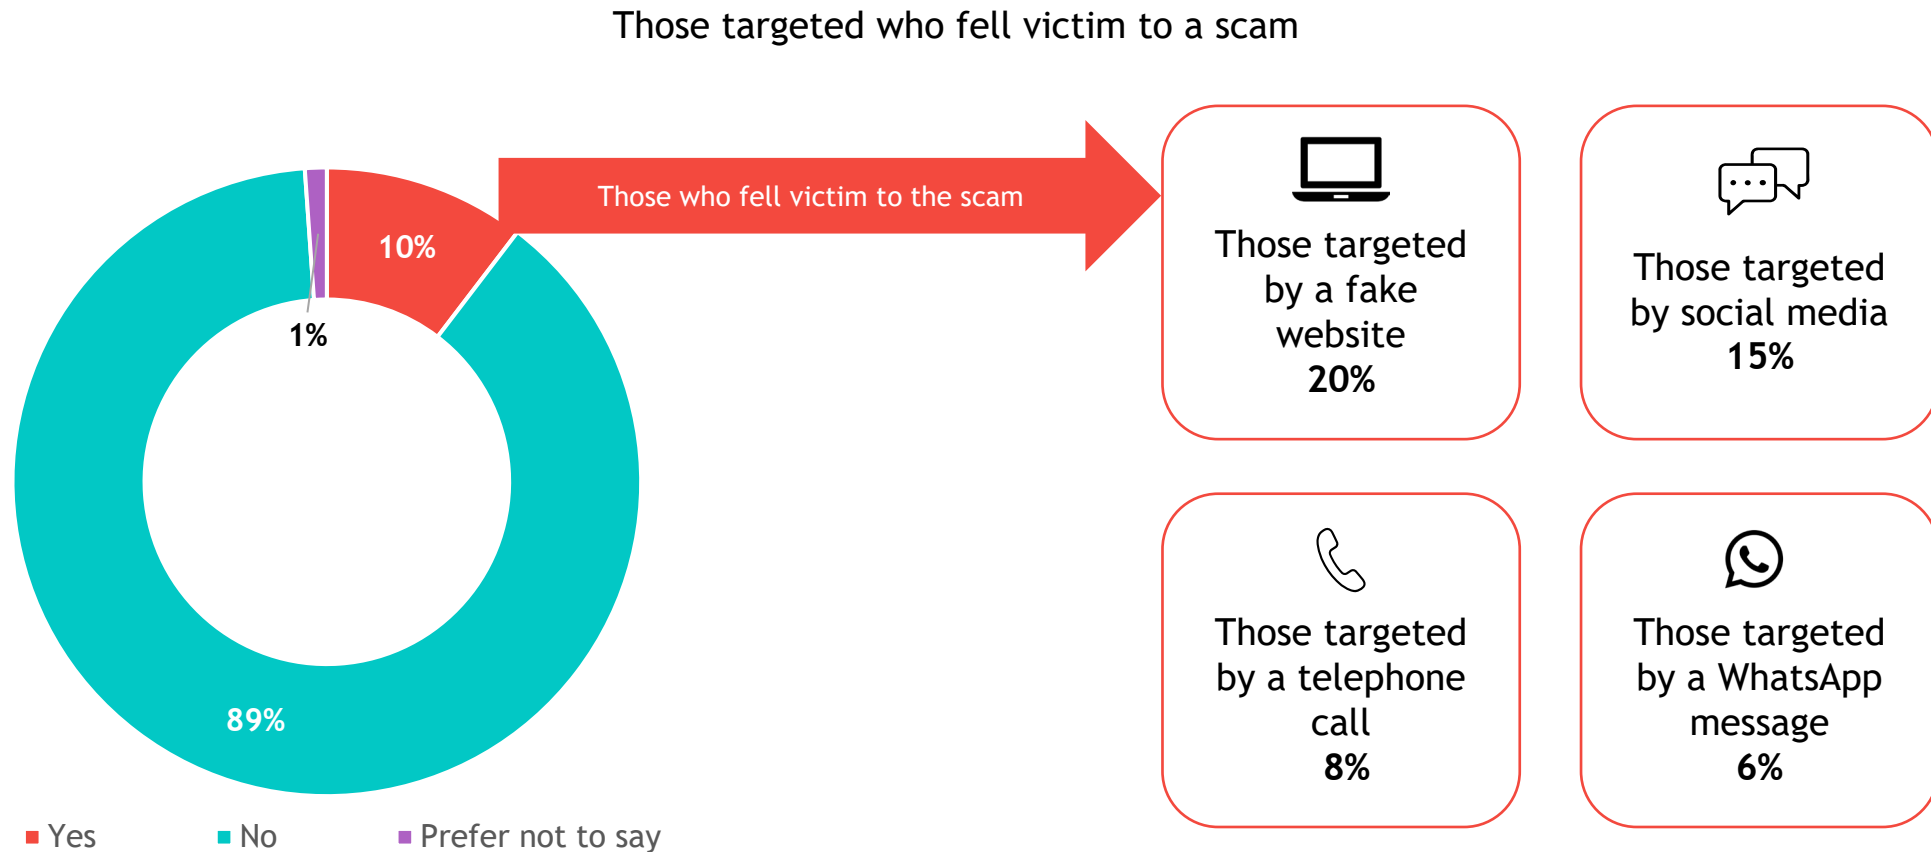 Those targeted who fell victim to a scam
10%
1%
89%
Yes
No
Prefer not to say
Those who fell victim to the scam
Those targeted
by a fake
website
20%
Those targeted
by social media
15%
Those targeted
by a telephone
call
8%
Those targeted
by a WhatsApp
message
6%